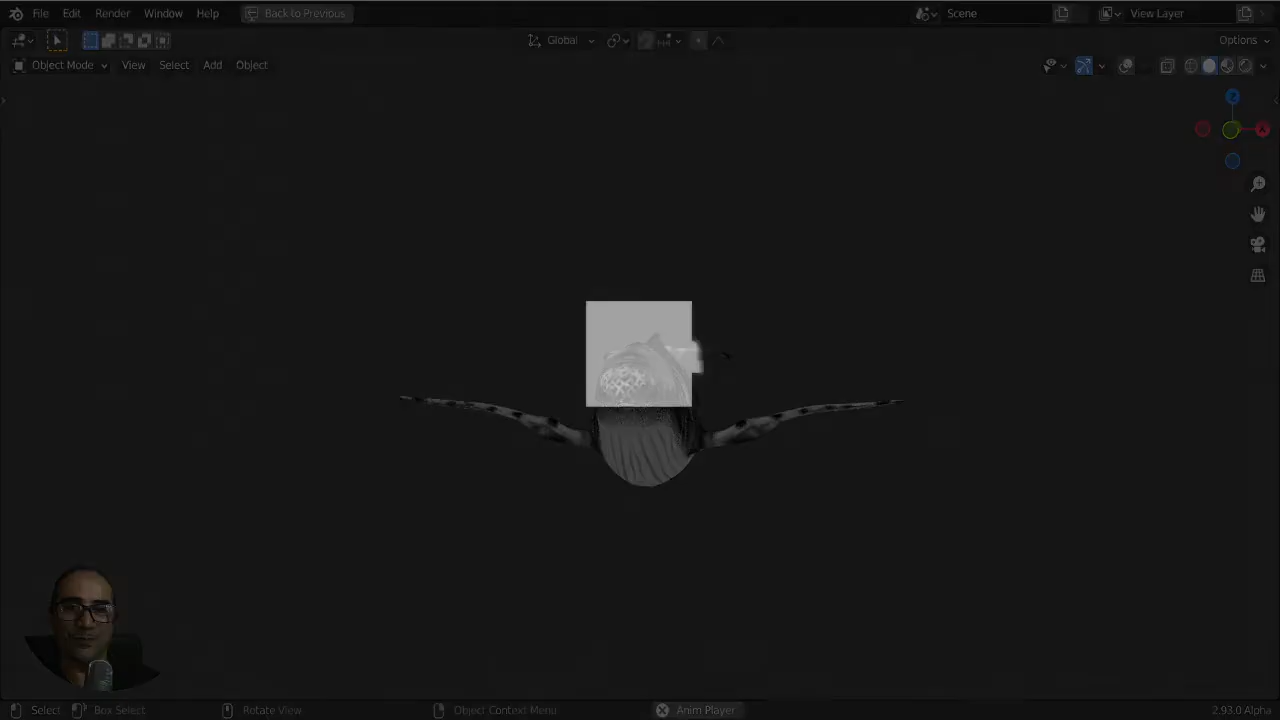 File Edit Render Window Help Back to Previous Scene View Layer
Global Options
Object Mode View Select Add Object
Z
X
Select Box Select Rotate View Object Context Menu Anim Player 2.93.0 Alpha